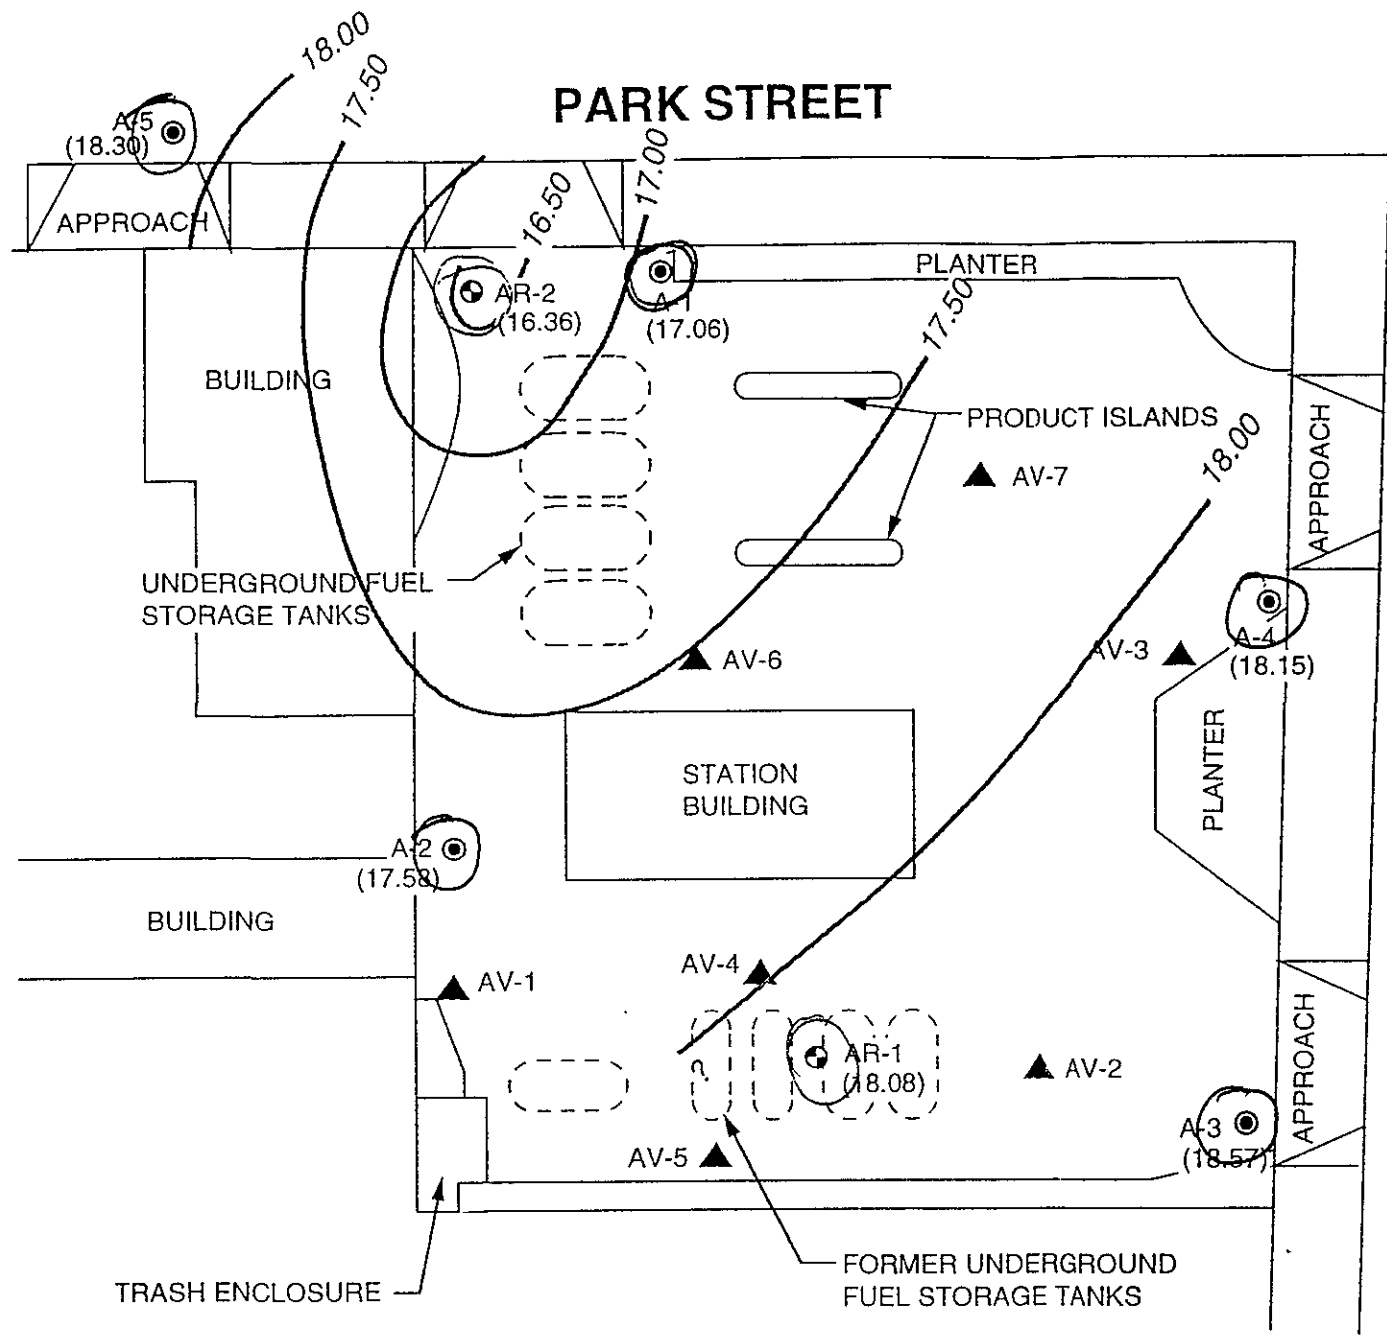 18.00
17.50
PARK STREET
A-5
(18.30)
17.00
16.50
APPROACH
PLANTER
AR-2
(16.36)
A-1
(17.06)
17.50
BUILDING
PRODUCT ISLANDS
18.00
APPROACH
AV-7
UNDERGROUND FUEL
STORAGE TANKS
AV-6
AV-3
A-4
(18.15)
STATION
BUILDING
PLANTER
A-2
(17.58)
BUILDING
AV-4
AV-1
AR-1
(18.08)
?
AV-2
APPROACH
A-3
(18.57)
AV-5
FORMER UNDERGROUND
FUEL STORAGE TANKS
TRASH ENCLOSURE